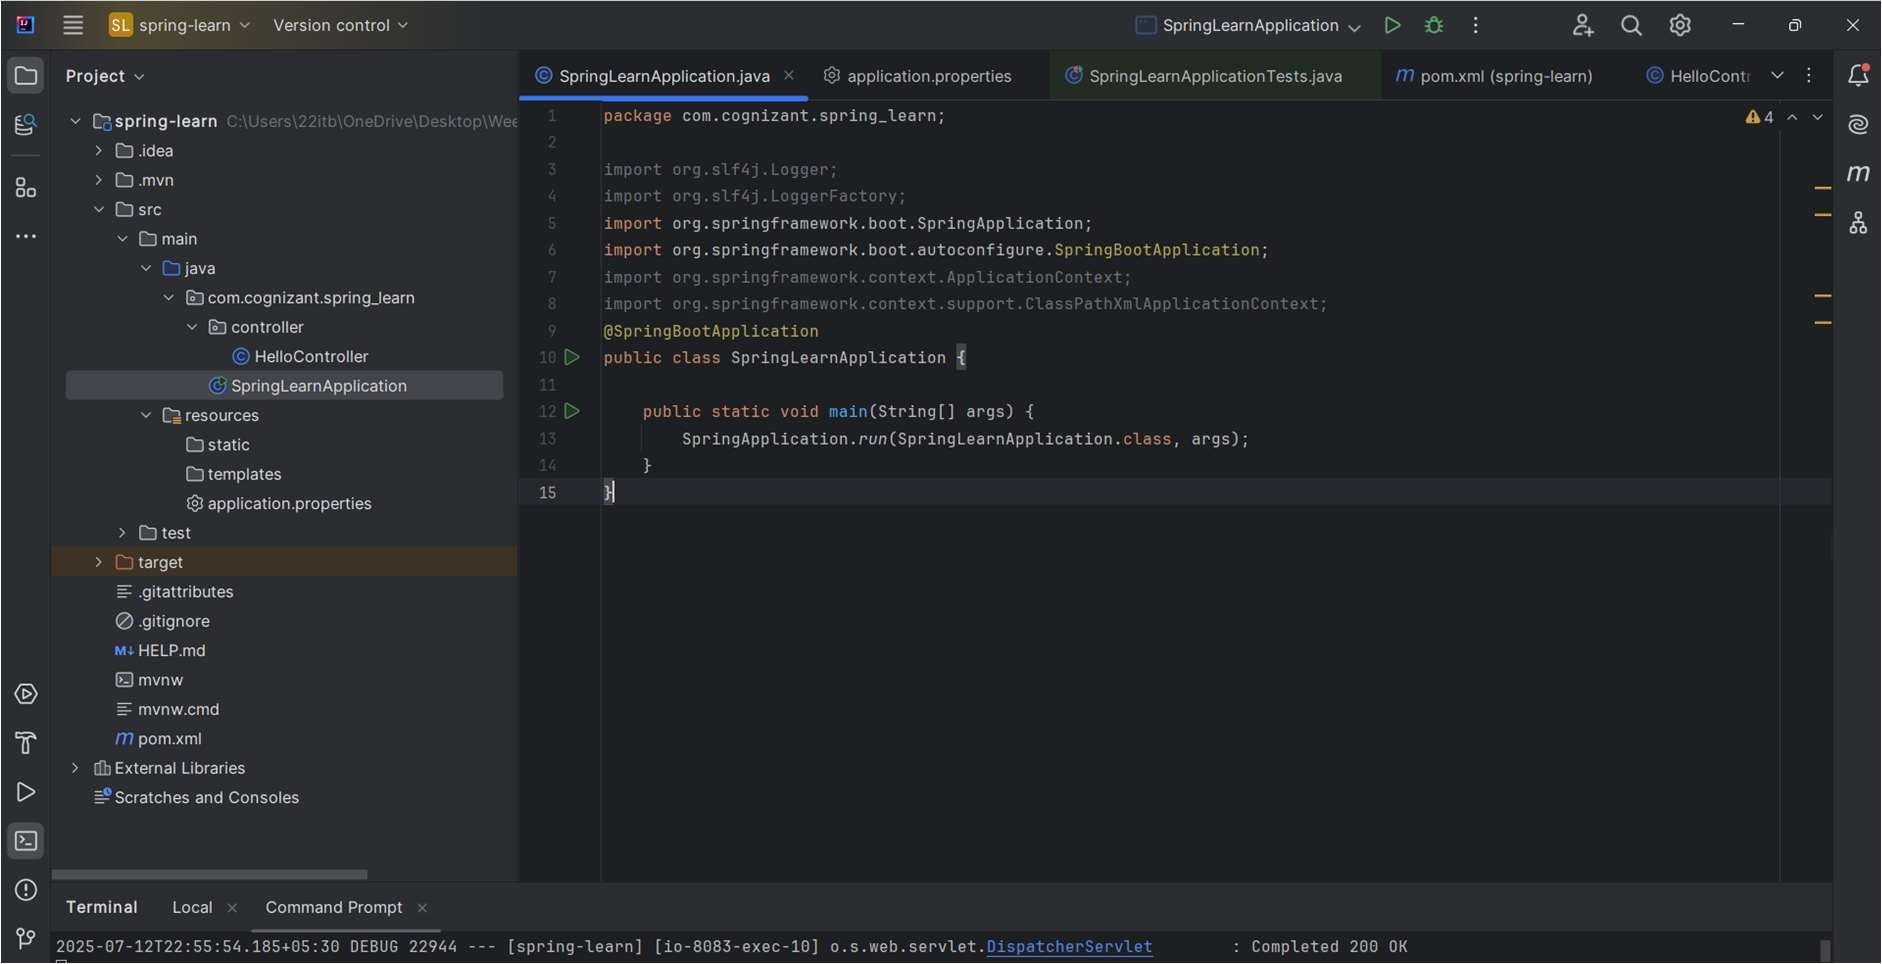 SL spring-learn Version control SpringLearnApplication
Project
SpringLearnApplication.java application.properties SpringLearnApplicationTests.java pom.xml (spring-learn) HelloContr
spring-learn C:\Users\22itb\OneDrive\Desktop\Wee
.idea
.mvn
src
main
java
com.cognizant.spring_learn
controller
HelloController
SpringLearnApplication
resources
static
templates
application.properties
test
target
.gitattributes
.gitignore
M↓ HELP.md
mvnw
mvnw.cmd
m pom.xml
External Libraries
Scratches and Consoles
4
1 package com.cognizant.spring_learn;
2
3 import org.slf4j.Logger;
4 import org.slf4j.LoggerFactory;
5 import org.springframework.boot.SpringApplication;
6 import org.springframework.boot.autoconfigure.SpringBootApplication;
7 import org.springframework.context.ApplicationContext;
8 import org.springframework.context.support.ClassPathXmlApplicationContext;
9 @SpringBootApplication
10 public class SpringLearnApplication {
11
12 public static void main(String[] args) {
13 SpringApplication.run(SpringLearnApplication.class, args);
14 }
15 }
Terminal Local Command Prompt
2025-07-12T22:55:54.185+05:30 DEBUG 22944 --- [spring-learn] [io-8083-exec-10] o.s.web.servlet.DispatcherServlet : Completed 200 OK